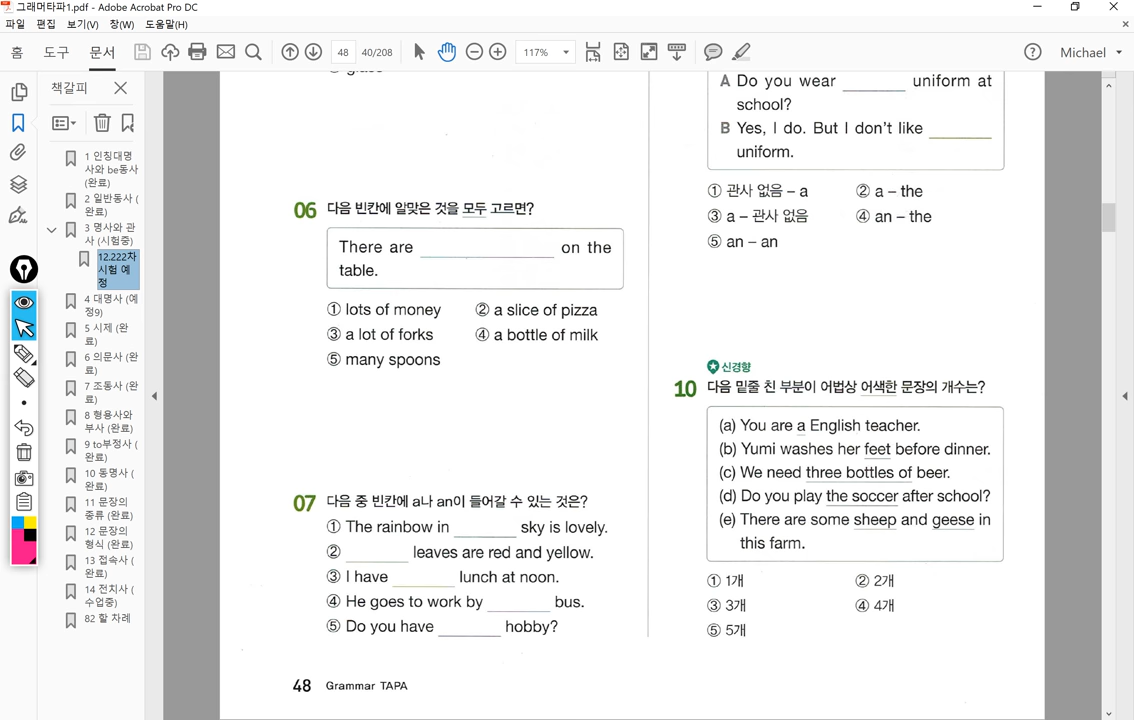 그래머타파1.pdf - Adobe Acrobat Pro DC
파일 편집 보기(V) 창(W) 도움말(H)
홈 도구 문서 48 40/208 117% Michael
책갈피
1 인칭대명
사와 be동사
(완료)
2 일반동사 (
완료)
3 명사와 관
사 (시험중)
12.222차
시험 예
정
4 대명사 (예
정9)
5 시제 (완
료)
6 의문사 (완
료)
7 조동사 (완
료)
8 형용사와
부사 (완료)
9 to부정사 (
완료)
10 동명사 (
완료)
11 문장의
종류 (완료)
12 문장의
형식 (완료)
13 접속사 (
완료)
14 전치사 (
수업중)
82 할 차례
06 다음 빈칸에 알맞은 것을 모두 고르면?
There are ____________ on the
table.
① lots of money ② a slice of pizza
③ a lot of forks ④ a bottle of milk
⑤ many spoons
07 다음 중 빈칸에 a나 an이 들어갈 수 있는 것은?
① The rainbow in ______ sky is lovely.
② ______ leaves are red and yellow.
③ I have ______ lunch at noon.
④ He goes to work by ______ bus.
⑤ Do you have ______ hobby?
48 Grammar TAPA
A Do you wear ______ uniform at
school?
B Yes, I do. But I don't like ______
uniform.
① 관사 없음 – a ② a – the
③ a – 관사 없음 ④ an – the
⑤ an – an
신경향
10 다음 밑줄 친 부분이 어법상 어색한 문장의 개수는?
(a) You are a English teacher.
(b) Yumi washes her feet before dinner.
(c) We need three bottles of beer.
(d) Do you play the soccer after school?
(e) There are some sheep and geese in
this farm.
① 1개 ② 2개
③ 3개 ④ 4개
⑤ 5개